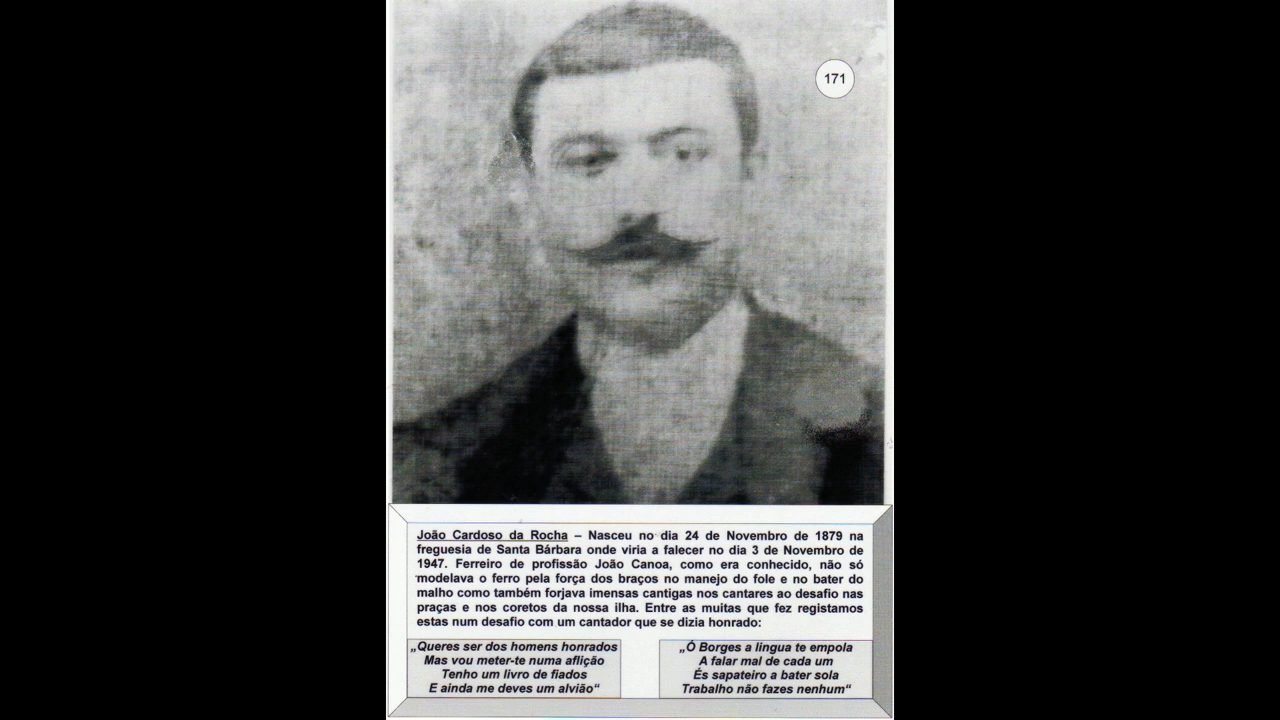 171
João Cardoso da Rocha – Nasceu no dia 24 de Novembro de 1879 na
freguesia de Santa Bárbara onde viria a falecer no dia 3 de Novembro de
1947. Ferreiro de profissão João Canoa, como era conhecido, não só
modelava o ferro pela força dos braços no manejo do fole e no bater do
malho como também forjava imensas cantigas nos cantares ao desafio nas
praças e nos coretos da nossa ilha. Entre as muitas que fez registamos
estas num desafio com um cantador que se dizia honrado:
„Queres ser dos homens honrados
Mas vou meter-te numa aflição
Tenho um livro de fiados
E ainda me deves um alvião“
„Ó Borges a lingua te empola
A falar mal de cada um
És sapateiro a bater sola
Trabalho não fazes nenhum“